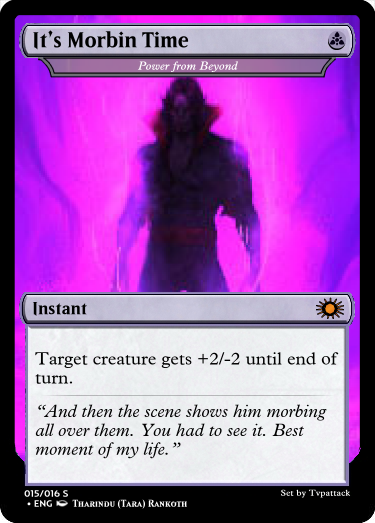 It's Morbin Time
Power from Beyond
Instant
Target creature gets +2/-2 until end of
turn.
“And then the scene shows him morbing
all over them. You had to see it. Best
moment of my life.”
015/016 S
Set by Tvpattack
• ENG Tharindu (Tara) Rankoth